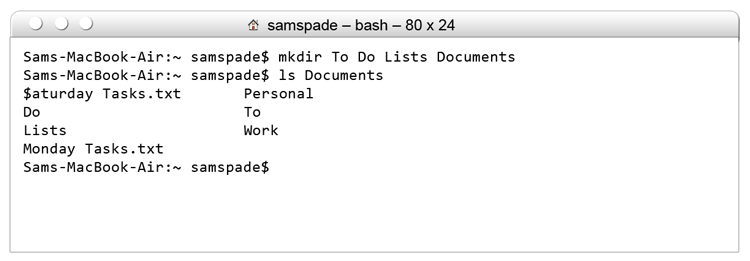 samspade – bash – 80 x 24
Sams-MacBook-Air:~ samspade$ mkdir To Do Lists Documents
Sams-MacBook-Air:~ samspade$ ls Documents
$aturday Tasks.txt Personal
Do To
Lists Work
Monday Tasks.txt
Sams-MacBook-Air:~ samspade$